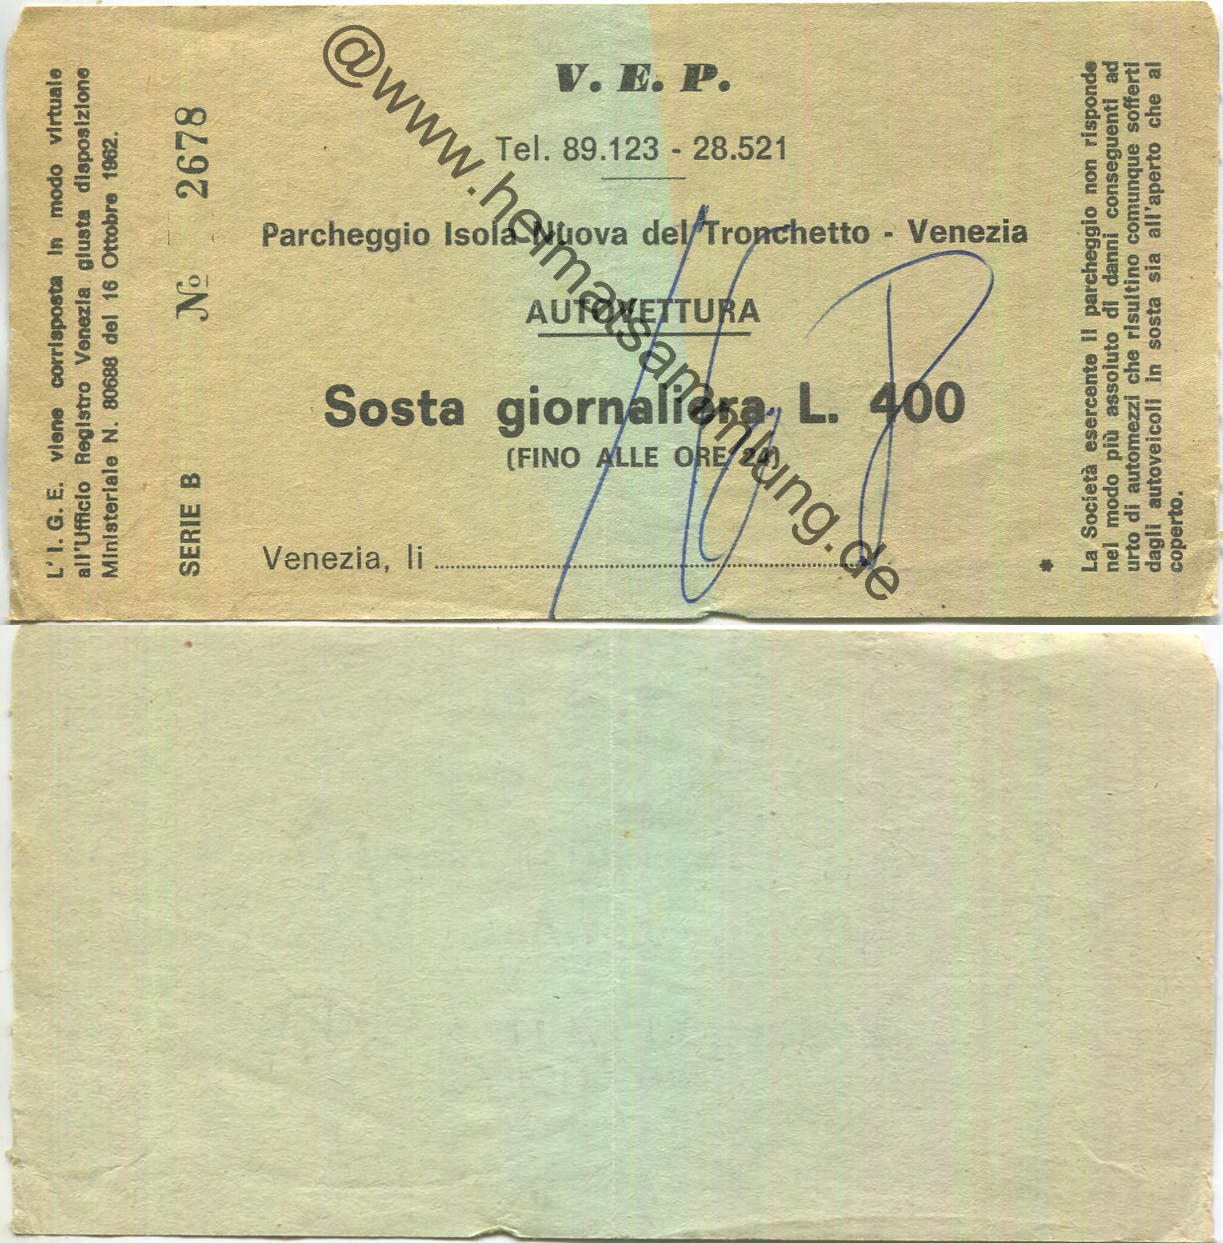 L' I. G. E. viene corrisposta in modo virtuale
all'Ufficio Registro Venezia giusta disposizione
Ministeriale N. 80688 del 16 Ottobre 1962.
SERIE B
№ 2678
V. E. P.
Tel. 89.123 - 28.521
Parcheggio Isola Nuova del Tronchetto - Venezia
AUTOVETTURA
Sosta giornaliera L. 400
(FINO ALLE ORE 24)
Venezia, li
*
La Società esercente il parcheggio non risponde
nel modo più assoluto di danni conseguenti ad
urto di automezzi che risultino comunque sofferti
dagli autoveicoli in sosta sia all'aperto che al
coperto.
@www.heimatsammlung.de